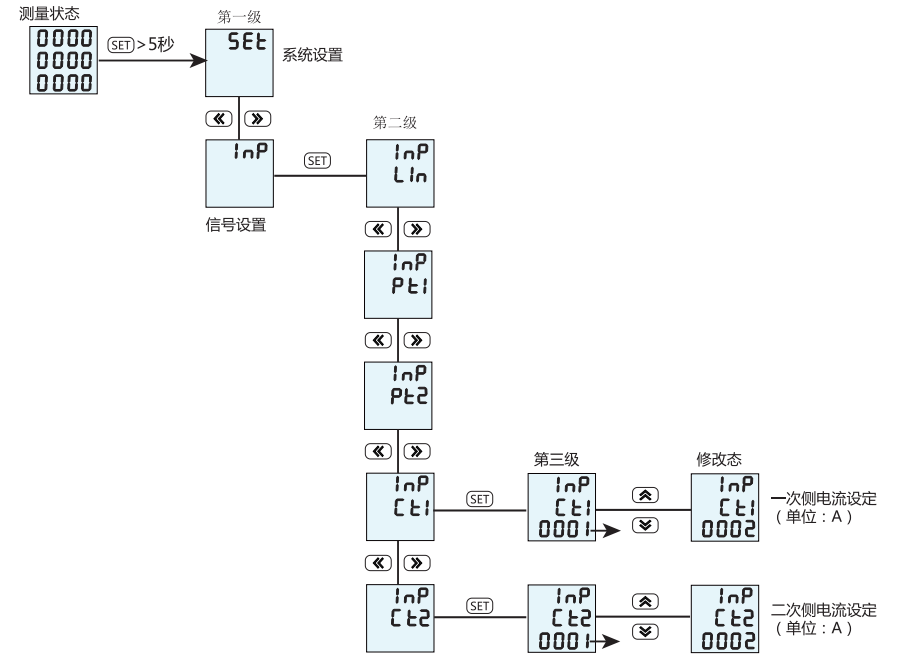 测量状态
0000
0000
0000
SET >5秒
第一级
SEt
系统设置
InP
信号设置
SET
第二级
InP
LIn
InP
Pt1
InP
Pt2
InP
Ct1
SET
第三级
InP
Ct1
0001
修改态
InP
Ct1
0002
一次侧电流设定
（单位：A）
InP
Ct2
SET
InP
Ct2
0001
InP
Ct2
0002
二次侧电流设定
（单位：A）